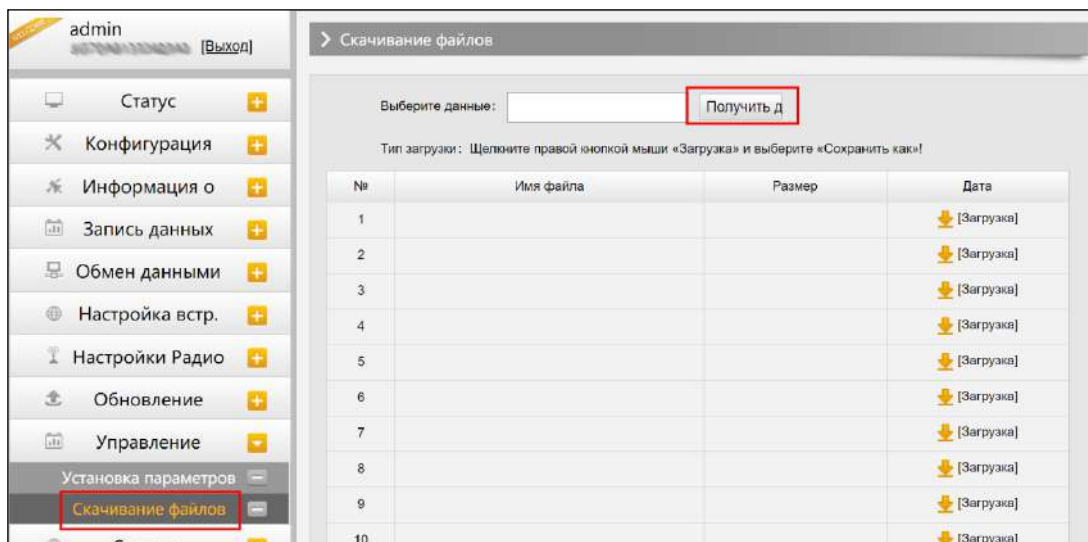 admin
[Выход]
Статус
Конфигурация
Информация о
Запись данных
Обмен данными
Настройка встр.
Настройки Радио
Обновление
Управление
Установка параметров
Скачивание файлов
Скачивание файлов
Выберите данные:
Получить д
Тип загрузки: Щелкните правой кнопкой мыши «Загрузка» и выберите «Сохранить как»!
№ Имя файла Размер Дата
1 [Загрузка]
2 [Загрузка]
3 [Загрузка]
4 [Загрузка]
5 [Загрузка]
6 [Загрузка]
7 [Загрузка]
8 [Загрузка]
9 [Загрузка]
10 [Загрузка]